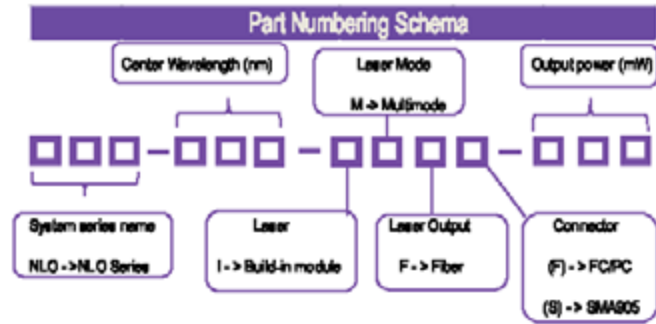 Part Numbering Schema
Center Wavelength (nm)
Laser Mode
M -> Multimode
Output power (mW)
System series name
NLO ->NLO Series
Laser
I -> Build-in module
Laser Output
F -> Fiber
Connector
(F) -> FC/PC
(S) -> SMA905